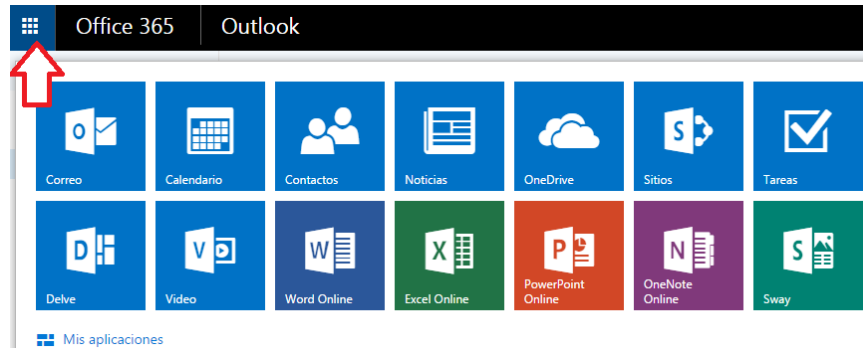 Office 365 Outlook
Correo Calendario Contactos Noticias OneDrive Sitios Tareas
Delve Video Word Online Excel Online PowerPoint Online OneNote Online Sway
Mis aplicaciones